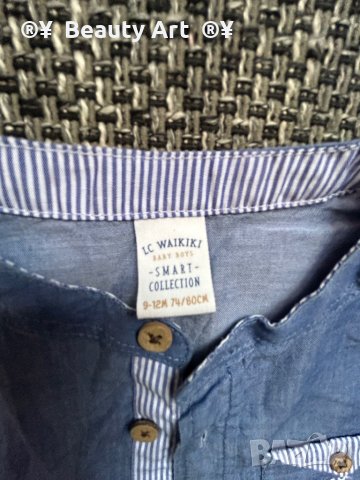 ®¥ Beauty Art ®¥
LC WAIKIKI
BABY BOYS
-SMART-
COLLECTION
9-12M 74/80CM